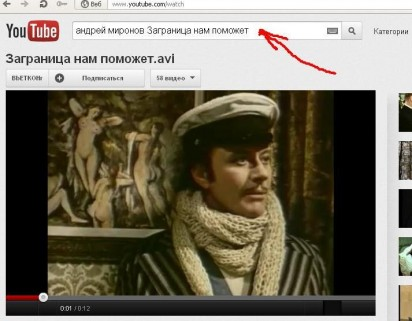 Веб www.youtube.com/watch
YouTube андрей миронов Заграница нам поможет Категории
Заграница нам поможет.avi
ВЬЕТКОНГ Подписаться 58 видео
0:01 / 0:12